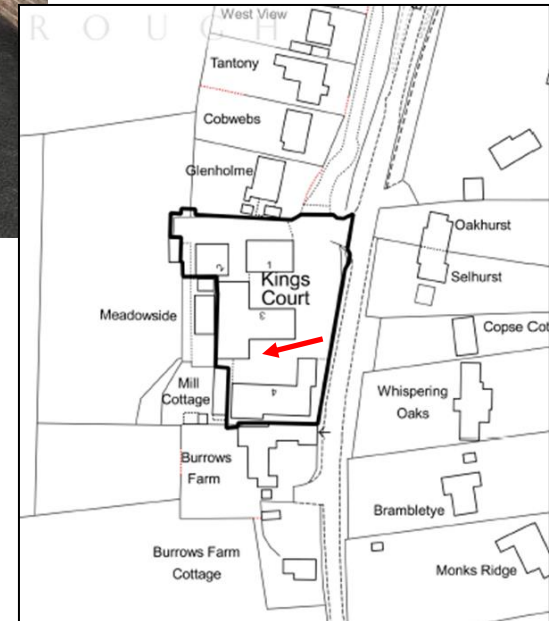 R O U G H
West View
Tantony
Cobwebs
Glenholme
Oakhurst
Selhurst
1
2
Kings
Court
3
Meadowside
Copse Cot
Mill
Cottage
4
Whispering
Oaks
Burrows
Farm
Brambletye
Burrows Farm
Cottage
Monks Ridge